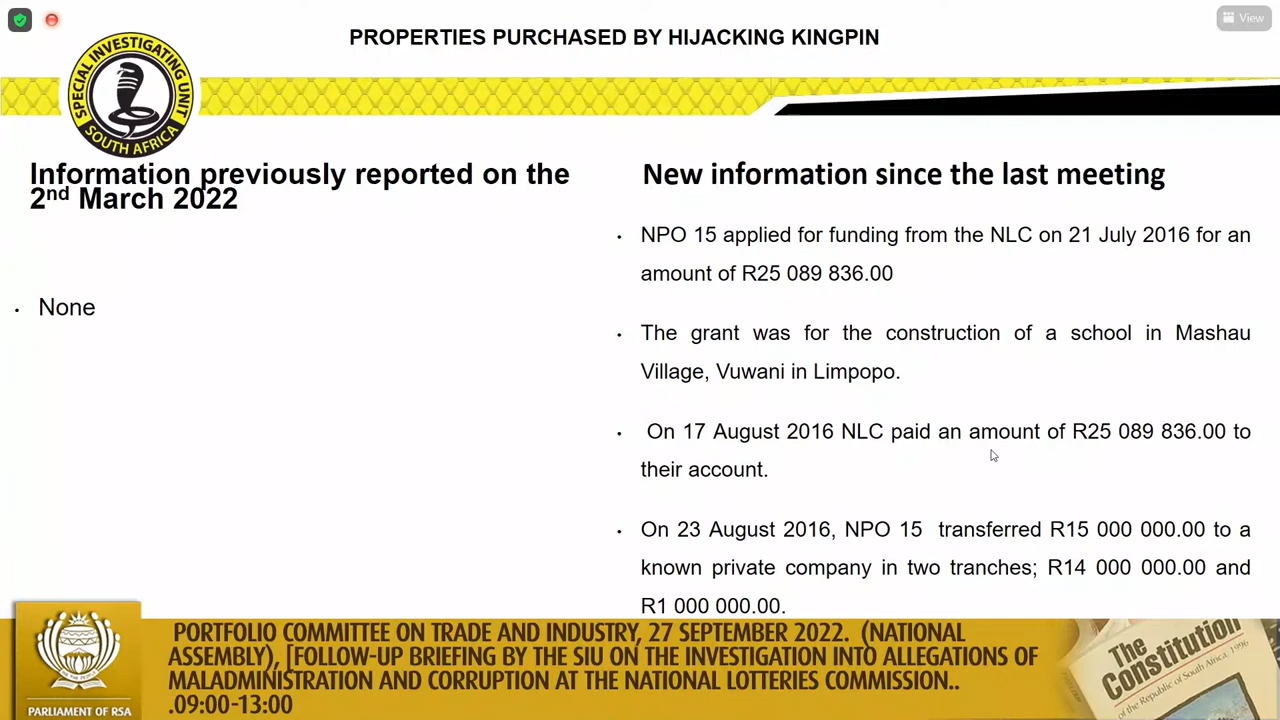 View
PROPERTIES PURCHASED BY HIJACKING KINGPIN
SPECIAL INVESTIGATING UNIT
SOUTH AFRICA
Information previously reported on the
2nd March 2022
• None
New information since the last meeting
• NPO 15 applied for funding from the NLC on 21 July 2016 for an
amount of R25 089 836.00
• The grant was for the construction of a school in Mashau
Village, Vuwani in Limpopo.
• On 17 August 2016 NLC paid an amount of R25 089 836.00 to
their account.
• On 23 August 2016, NPO 15 transferred R15 000 000.00 to a
known private company in two tranches; R14 000 000.00 and
R1 000 000.00.
PARLIAMENT OF RSA
PORTFOLIO COMMITTEE ON TRADE AND INDUSTRY, 27 SEPTEMBER 2022. (NATIONAL
ASSEMBLY), [FOLLOW-UP BRIEFING BY THE SIU ON THE INVESTIGATION INTO ALLEGATIONS OF
MALADMINISTRATION AND CORRUPTION AT THE NATIONAL LOTTERIES COMMISSION..
.09:00-13:00
The
Constitution
of the Republic of South Africa, 1996